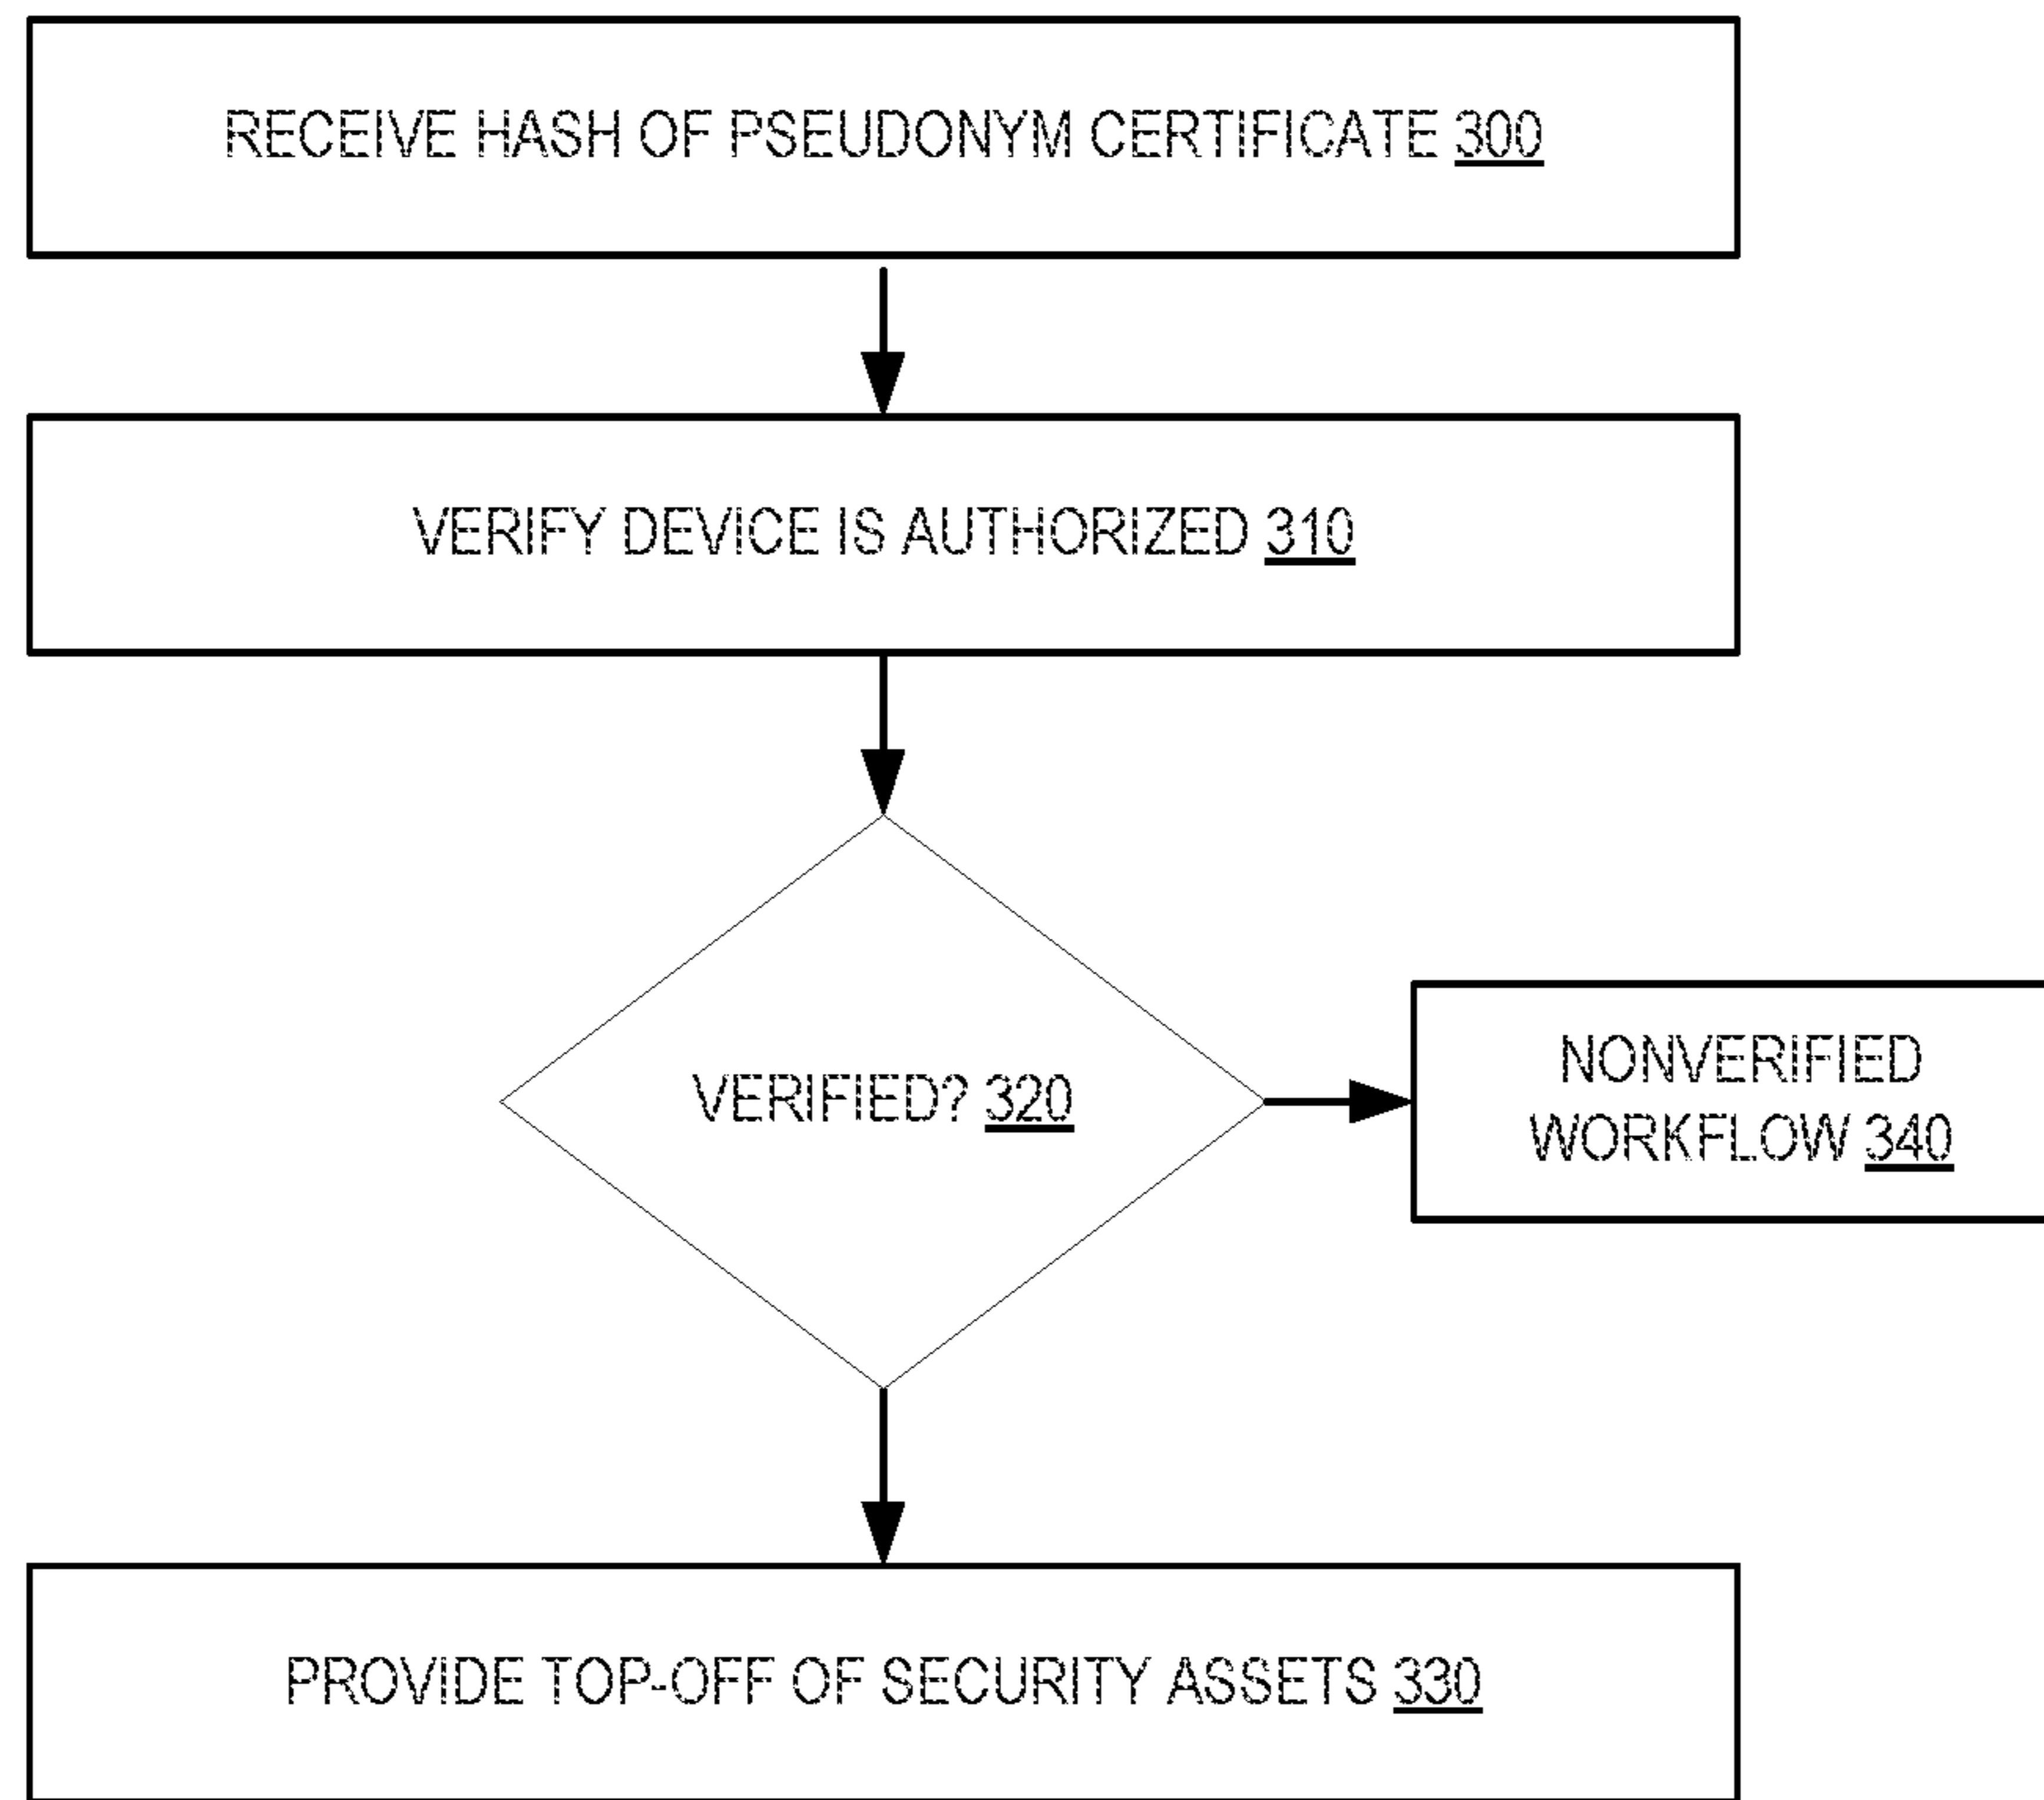 RECEIVE HASH OF PSEUDONYM CERTIFICATE 300
VERIFY DEVICE IS AUTHORIZED 310
VERIFIED? 320
NONVERIFIED
WORKFLOW 340
PROVIDE TOP-OFF OF SECURITY ASSETS 330